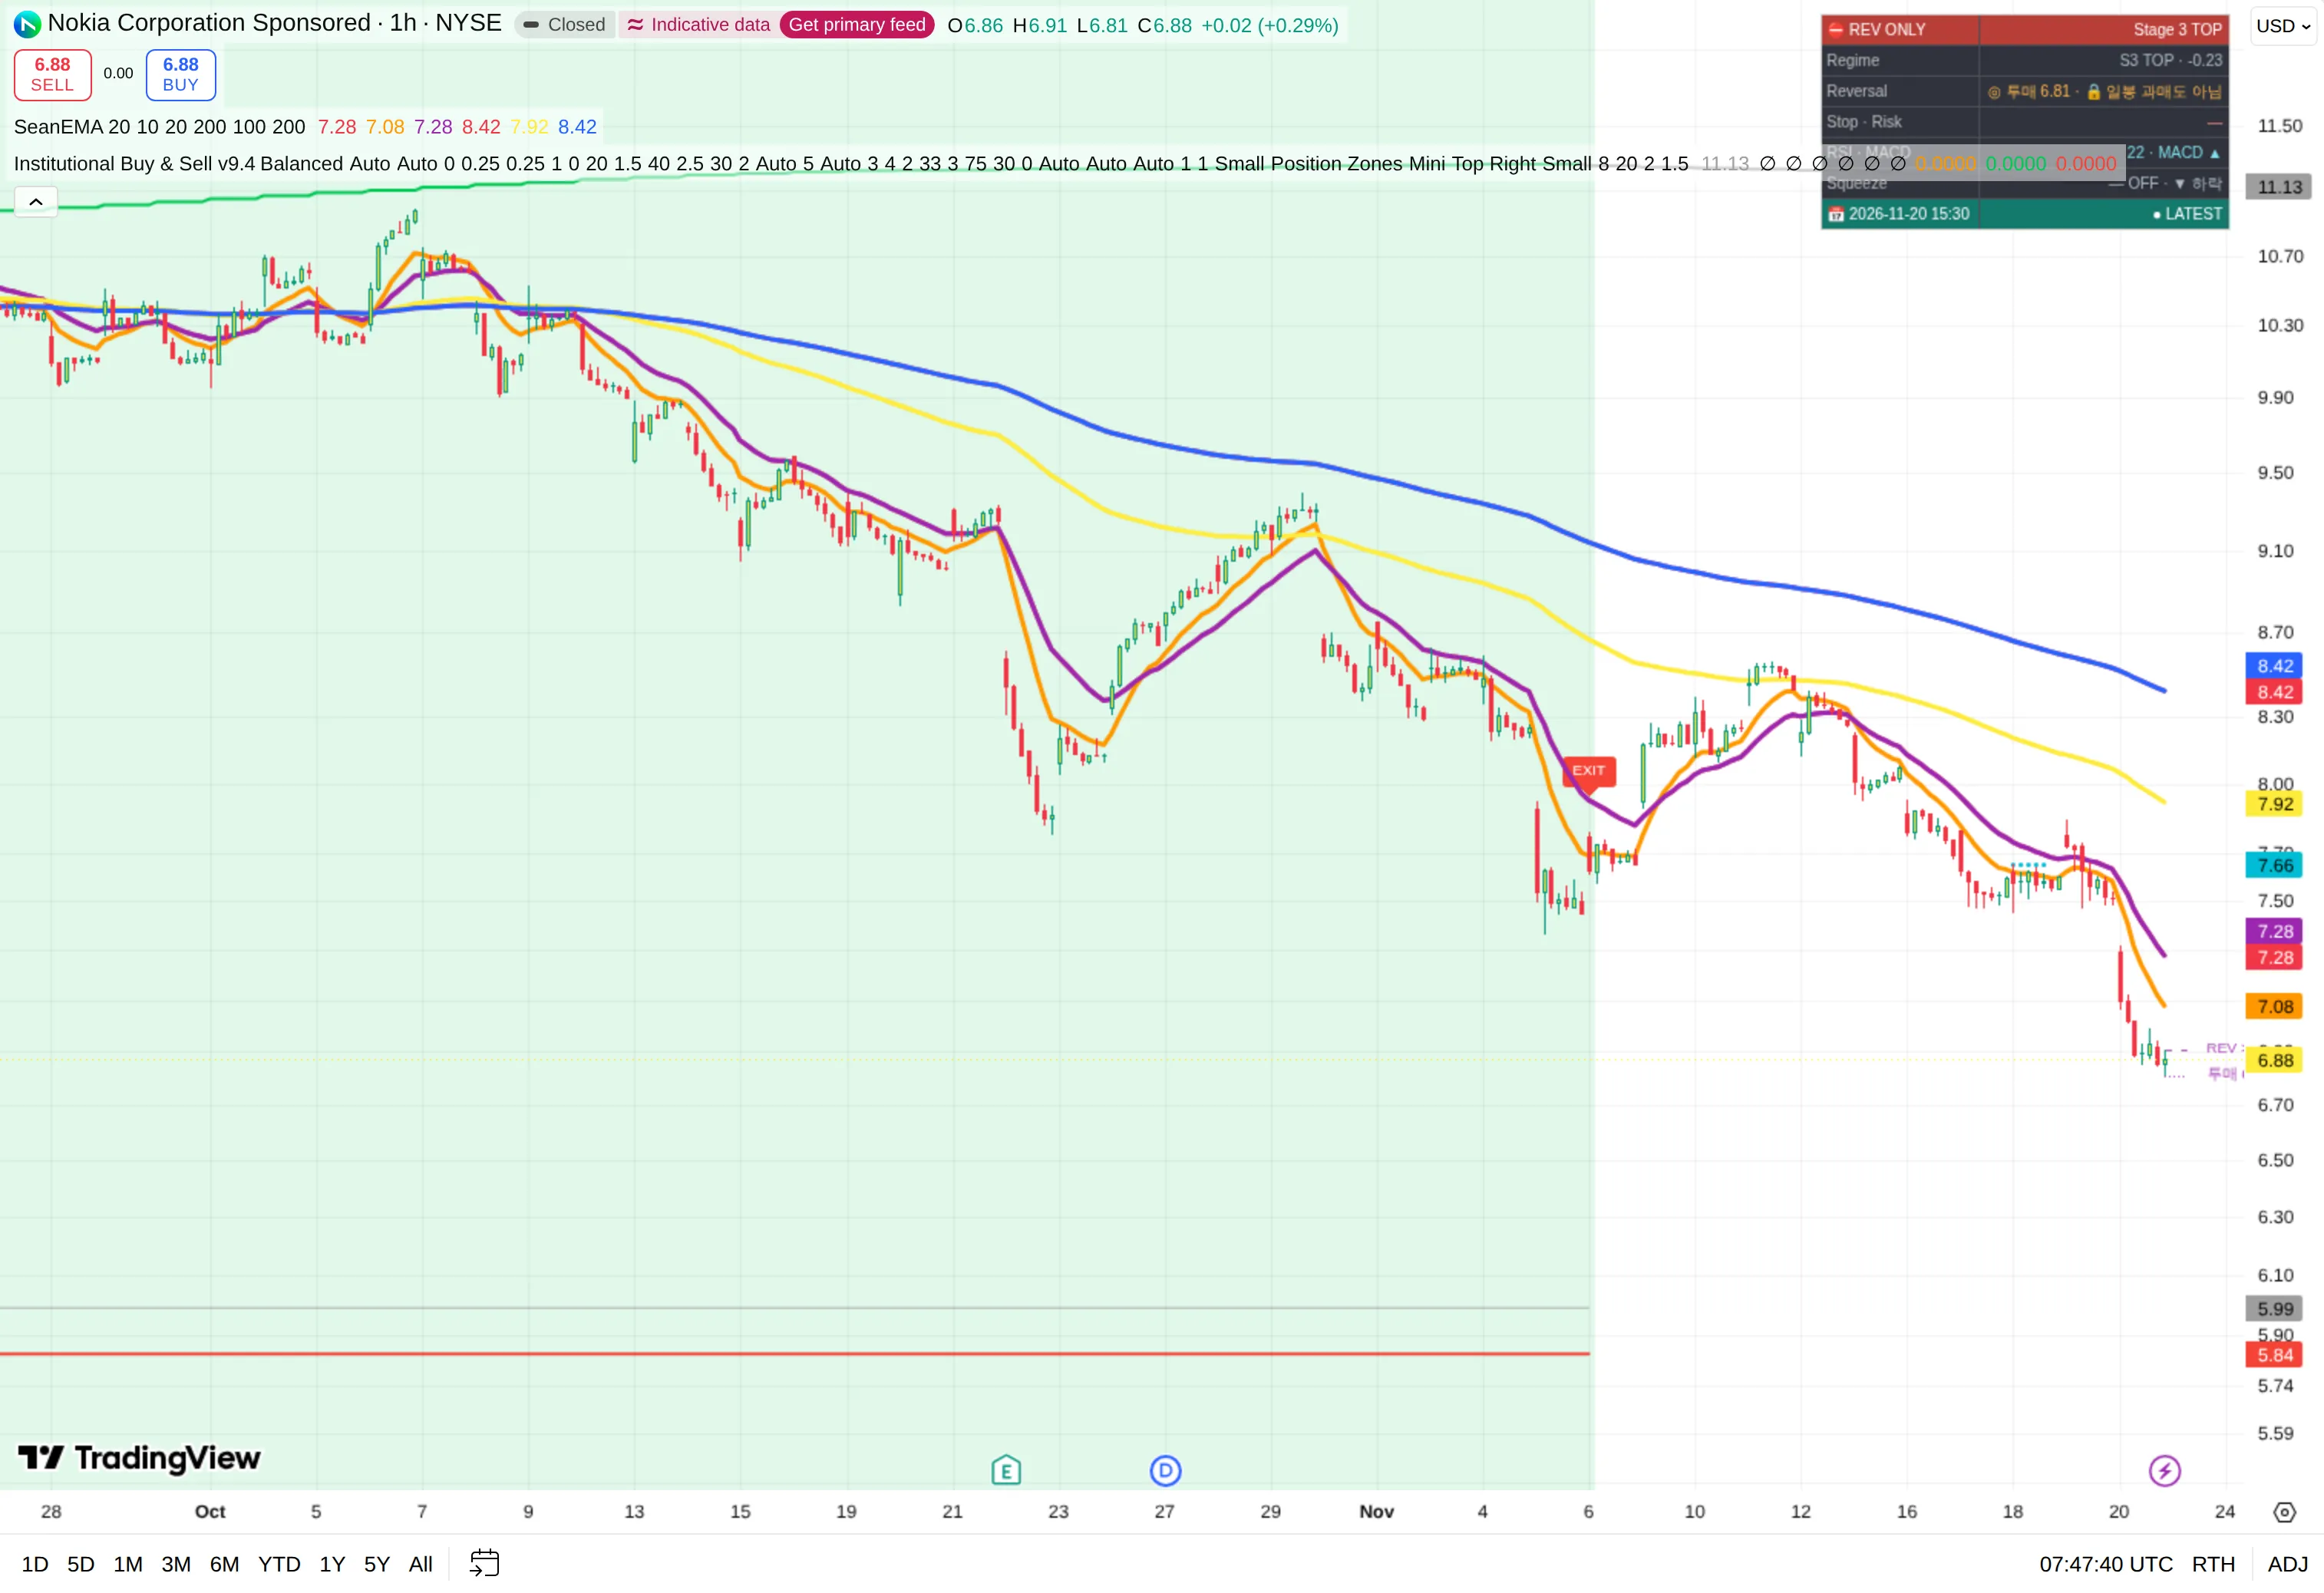 Nokia Corporation Sponsored · 1h · NYSE Closed Indicative data Get primary feed O6.86 H6.91 L6.81 C6.88 +0.02 (+0.29%)
6.88 SELL 0.00 6.88 BUY
SeanEMA 20 10 20 200 100 200 7.28 7.08 7.28 8.42 7.92 8.42
Institutional Buy & Sell v9.4 Balanced Auto Auto 0 0.25 0.25 1 0 20 1.5 40 2.5 30 2 Auto 5 Auto 3 4 2 33 3 75 30 0 Auto Auto Auto 1 1 Small Position Zones Mini Top Right Small 8 20 2 1.5 11.13 ∅ ∅ ∅ ∅ ∅ ∅ 0.0000 0.0000 0.0000
REV ONLY Stage 3 TOP
Regime S3 TOP · -0.23
Reversal ◎ 투매 6.81 · 🔒 일봉 과매도 아님
Stop · Risk —
RSI · MACD 22 · MACD ▲
Squeeze — OFF · ▼ 하락
2026-11-20 15:30 ● LATEST
USD
11.50
11.13
10.70
10.30
9.90
9.50
9.10
8.70
8.42
8.42
8.30
8.00
7.92
7.66
7.50
7.28
7.28
7.08
6.88
6.70
6.50
6.30
6.10
5.99
5.90
5.84
5.74
5.59
EXIT
REV
투매
TradingView
E
D
28 Oct 5 7 9 13 15 19 21 23 27 29 Nov 4 6 10 12 16 18 20 24
1D 5D 1M 3M 6M YTD 1Y 5Y All
07:47:40 UTC RTH ADJ